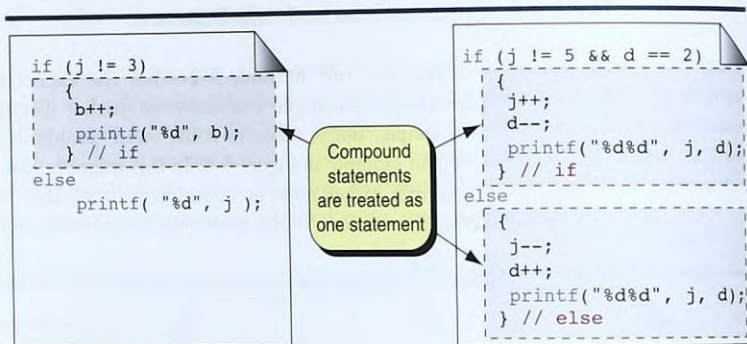 if (j != 3)
{
b++;
printf("%d", b);
} // if
else
printf( "%d", j );
Compound
statements
are treated as
one statement
if (j != 5 && d == 2)
{
j++;
d--;
printf("%d%d", j, d);
} // if
else
{
j--;
d++;
printf("%d%d", j, d);
} // else